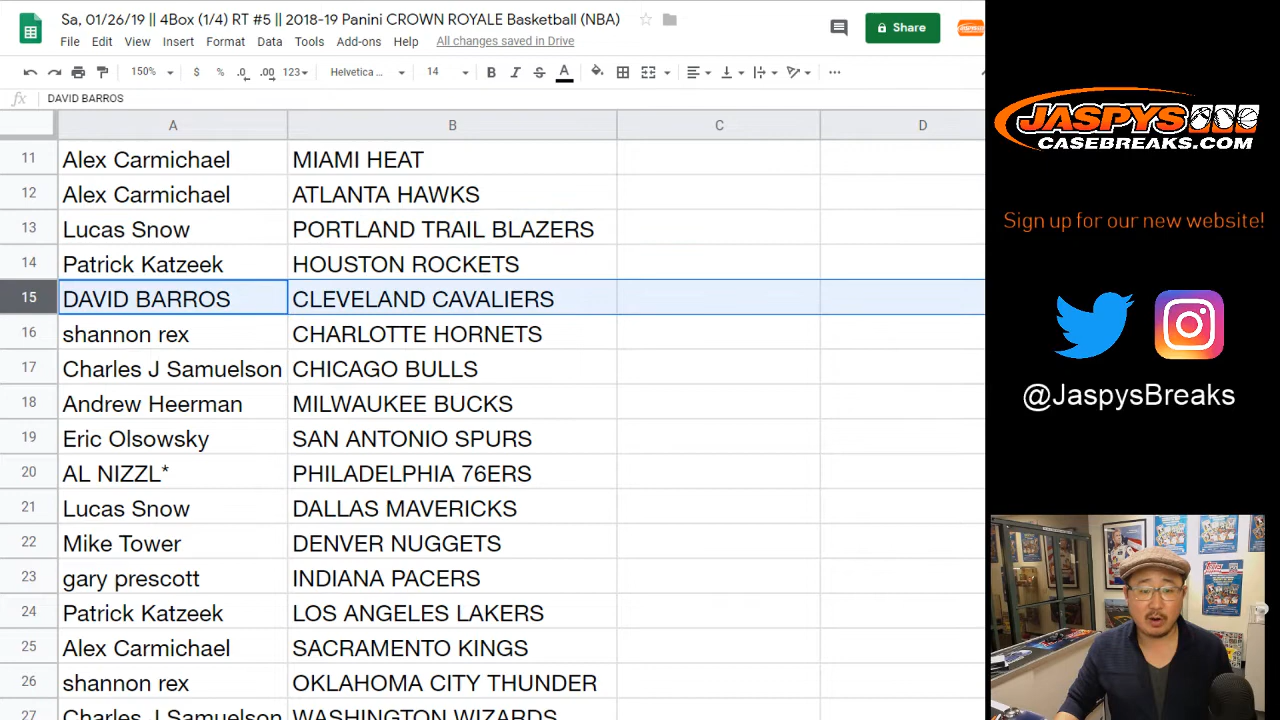 Sa, 01/26/19 || 4Box (1/4) RT #5 || 2018-19 Panini CROWN ROYALE Basketball (NBA)
File Edit View Insert Format Data Tools Add-ons Help All changes saved in Drive
Share
150% $ % .0 .00 123 Helvetica ... 14 B I S A
fx DAVID BARROS
A B C D
11 Alex Carmichael MIAMI HEAT
12 Alex Carmichael ATLANTA HAWKS
13 Lucas Snow PORTLAND TRAIL BLAZERS
14 Patrick Katzeek HOUSTON ROCKETS
15 DAVID BARROS CLEVELAND CAVALIERS
16 shannon rex CHARLOTTE HORNETS
17 Charles J Samuelson CHICAGO BULLS
18 Andrew Heerman MILWAUKEE BUCKS
19 Eric Olsowsky SAN ANTONIO SPURS
20 AL NIZZL* PHILADELPHIA 76ERS
21 Lucas Snow DALLAS MAVERICKS
22 Mike Tower DENVER NUGGETS
23 gary prescott INDIANA PACERS
24 Patrick Katzeek LOS ANGELES LAKERS
25 Alex Carmichael SACRAMENTO KINGS
26 shannon rex OKLAHOMA CITY THUNDER
27 Charles J Samuelson WASHINGTON WIZARDS
JASPYS
CASEBREAKS.COM
Sign up for our new website!
@JaspysBreaks